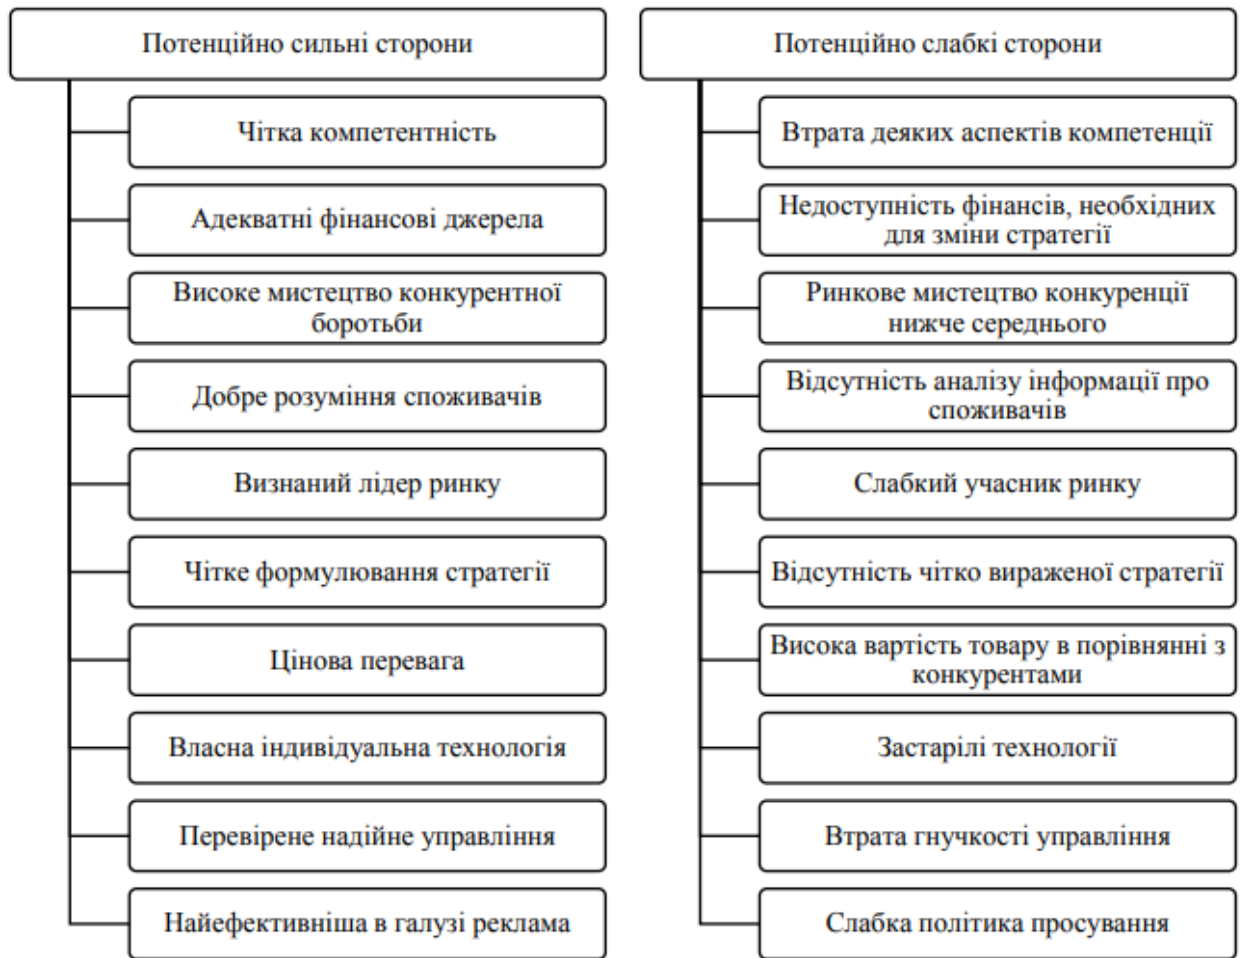 Потенційно сильні сторони
Чітка компетентність
Адекватні фінансові джерела
Високе мистецтво конкурентної
боротьби
Добре розуміння споживачів
Визнаний лідер ринку
Чітке формулювання стратегії
Цінова перевага
Власна індивідуальна технологія
Перевірене надійне управління
Найефективніша в галузі реклама
Потенційно слабкі сторони
Втрата деяких аспектів компетенції
Недоступність фінансів, необхідних
для зміни стратегії
Ринкове мистецтво конкуренції
нижче середнього
Відсутність аналізу інформації про
споживачів
Слабкий учасник ринку
Відсутність чітко вираженої стратегії
Висока вартість товару в порівнянні з
конкурентами
Застарілі технології
Втрата гнучкості управління
Слабка політика просування